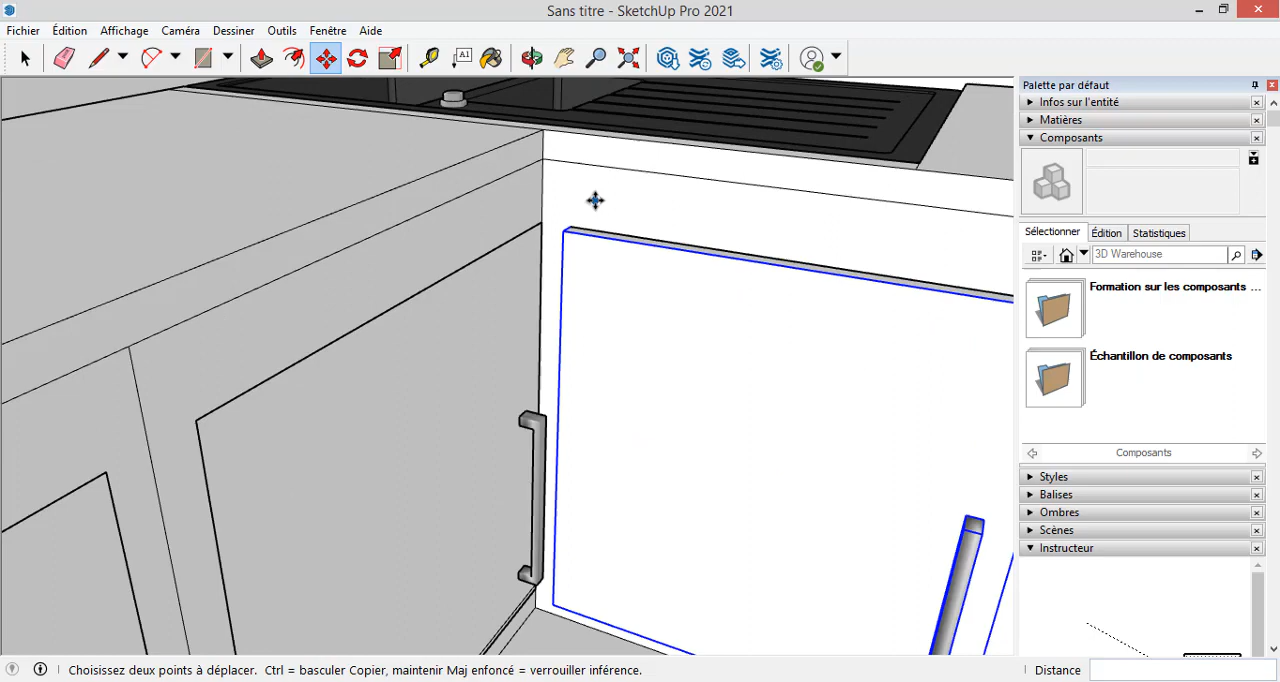 Sans titre - SketchUp Pro 2021
Fichier Édition Affichage Caméra Dessiner Outils Fenêtre Aide
A1
Palette par défaut
Infos sur l'entité
Matières
Composants
Sélectionner Édition Statistiques
3D Warehouse
Formation sur les composants ...
Échantillon de composants
Composants
Styles
Balises
Ombres
Scènes
Instructeur
Choisissez deux points à déplacer. Ctrl = basculer Copier, maintenir Maj enfoncé = verrouiller inférence.
Distance